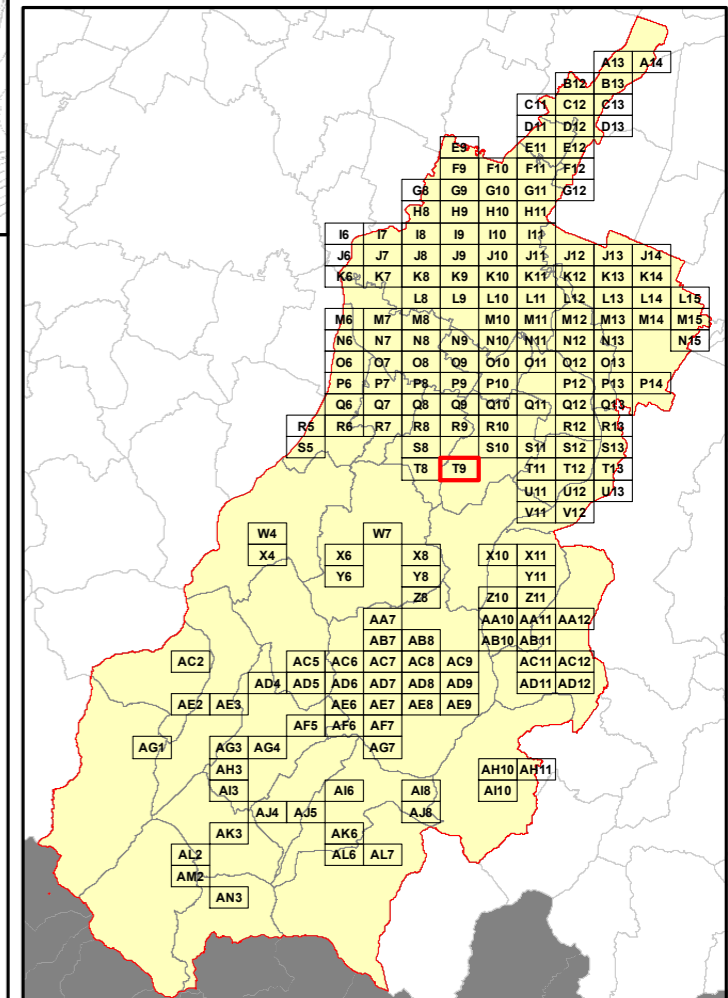 A13 A14
B12 B13
C11 C12 C13
D11 D12 D13
E9 E11 E12
F9 F10 F11 F12
G8 G9 G10 G11 G12
H8 H9 H10 H11
I6 I7 I8 I9 I10 I11
J6 J7 J8 J9 J10 J11 J12 J13 J14
K6 K7 K8 K9 K10 K11 K12 K13 K14
L8 L9 L10 L11 L12 L13 L14 L15
M6 M7 M8 M10 M11 M12 M13 M14 M15
N6 N7 N8 N9 N10 N11 N12 N13 N15
O6 O7 O8 O9 O10 O11 O12 O13
P6 P7 P8 P9 P10 P12 P13 P14
Q6 Q7 Q8 Q9 Q10 Q11 Q12 Q13
R5 R6 R7 R8 R9 R10 R12 R13
S5 S8 S10 S11 S12 S13
T8 T9 T11 T12 T13
U11 U12 U13
V11 V12
W4 W7
X4 X6 X8 X10 X11
Y6 Y8 Y11
Z8 Z10 Z11
AA7 AA10 AA11 AA12
AB7 AB8 AB10 AB11
AC2 AC5 AC6 AC7 AC8 AC9 AC11 AC12
AD4 AD5 AD6 AD7 AD8 AD9 AD11 AD12
AE2 AE3 AE6 AE7 AE8 AE9
AF5 AF6 AF7
AG1 AG3 AG4 AG7
AH3 AH10 AH11
AI3 AI6 AI8 AI10
AJ4 AJ5 AJ8
AK3 AK6
AL2 AL6 AL7
AM2
AN3